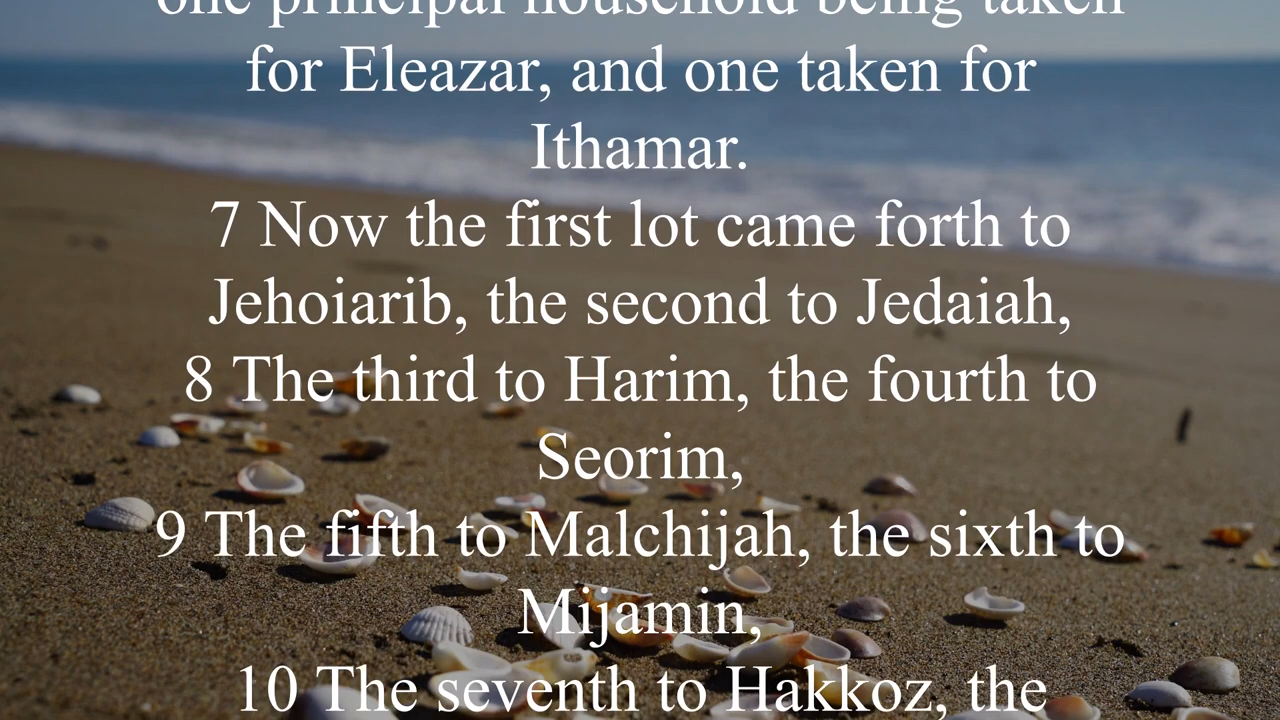 one principal household being taken
for Eleazar, and one taken for
Ithamar.
7 Now the first lot came forth to
Jehoiarib, the second to Jedaiah,
8 The third to Harim, the fourth to
Seorim,
9 The fifth to Malchijah, the sixth to
Mijamin,
10 The seventh to Hakkoz, the